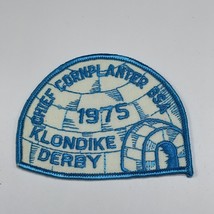 CHIEF CORNPLANTER BSA
1975
KLONDIKE
DERBY